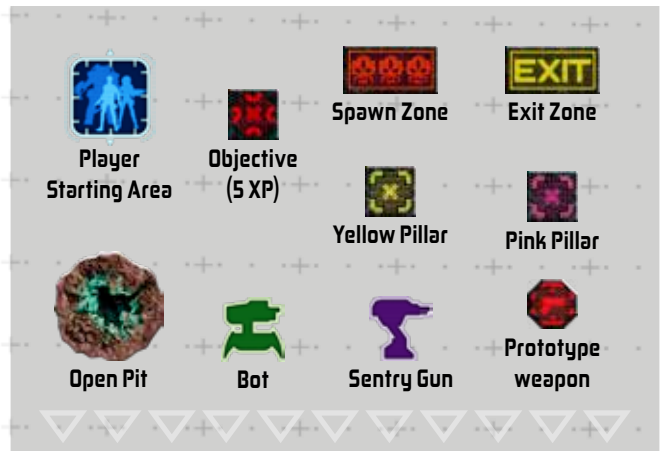 EXIT
Spawn Zone
Exit Zone
Player
Starting Area
Objective
(5 XP)
Yellow Pillar
Pink Pillar
Open Pit
Bot
Sentry Gun
Prototype
weapon